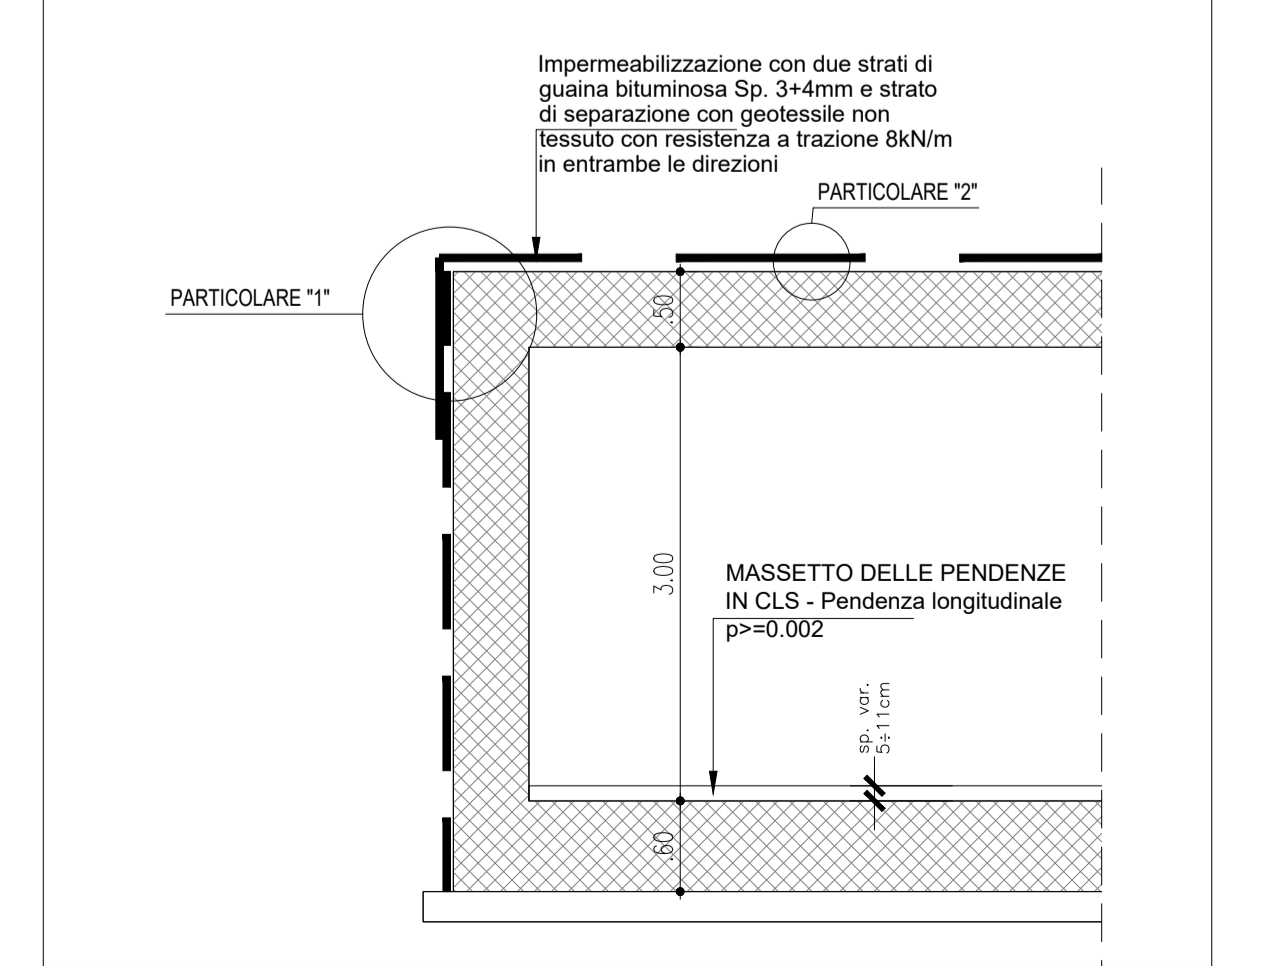 Impermeabilizzazione con due strati di
guaina bituminosa Sp. 3+4mm e strato
di separazione con geotessile non
tessuto con resistenza a trazione 8kN/m
in entrambe le direzioni
PARTICOLARE "2"
PARTICOLARE "1"
.50
3.00
MASSETTO DELLE PENDENZE
IN CLS - Pendenza longitudinale
p>=0.002
sp. var.
5÷11cm
.60